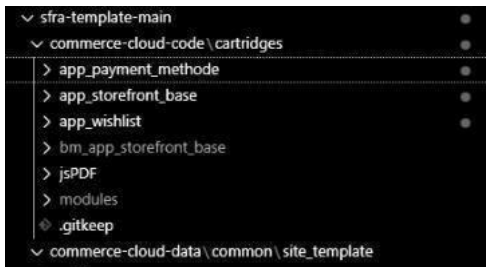 sfra-template-main
commerce-cloud-code\cartridges
app_payment_methode
app_storefront_base
app_wishlist
bm_app_storefront_base
jsPDF
modules
.gitkeep
commerce-cloud-data\common\site_template